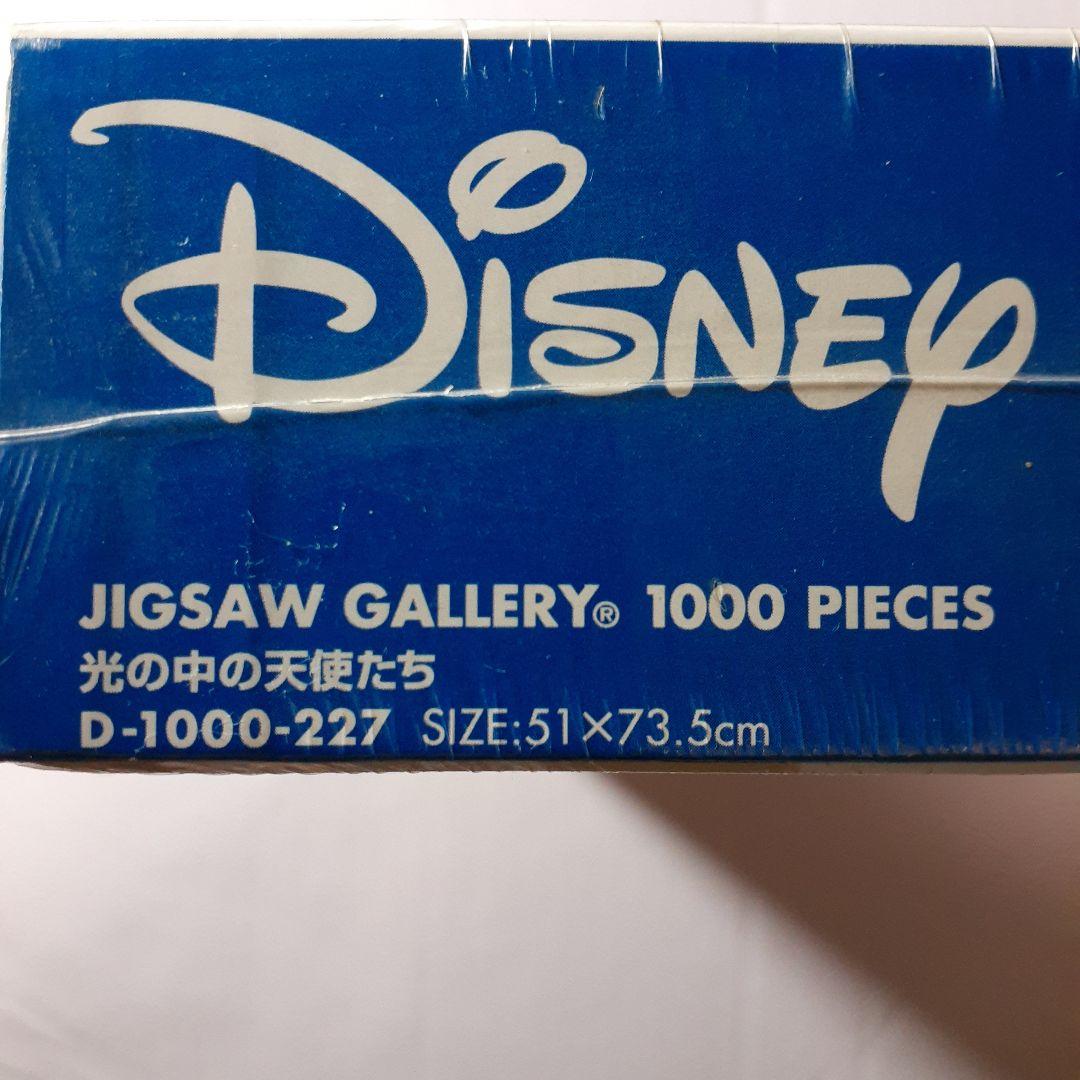 Disney
JIGSAW GALLERY® 1000 PIECES
光の中の天使たち
D-1000-227 SIZE:51×73.5cm